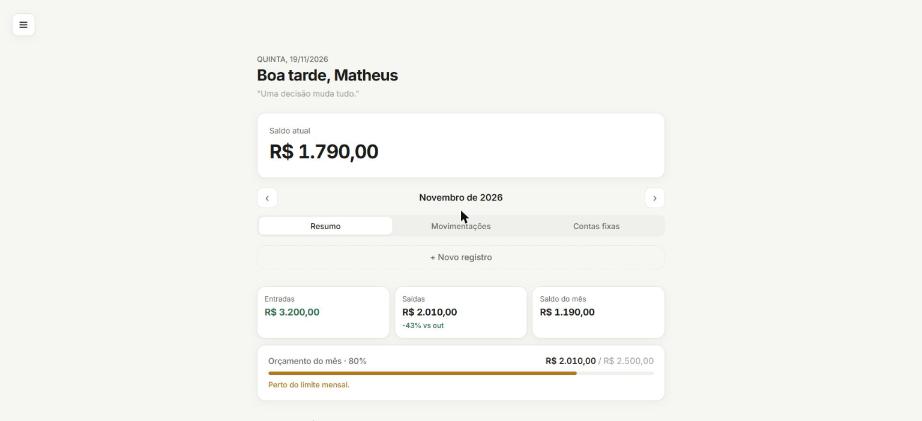 QUINTA, 19/11/2026
Boa tarde, Matheus
"Uma decisão muda tudo."
Saldo atual
R$ 1.790,00
‹ Novembro de 2026 ›
Resumo Movimentações Contas fixas
+ Novo registro
Entradas
R$ 3.200,00
Saídas
R$ 2.010,00
-43% vs out
Saldo do mês
R$ 1.190,00
Orçamento do mês · 80% R$ 2.010,00 / R$ 2.500,00
Perto do limite mensal.